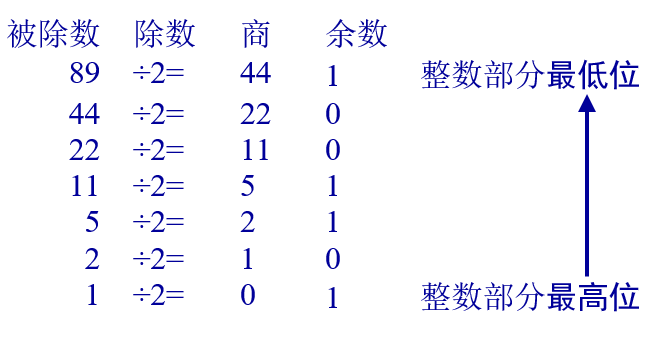 被除数 除数 商 余数
89 ÷2= 44 1 整数部分最低位
44 ÷2= 22 0
22 ÷2= 11 0
11 ÷2= 5 1
5 ÷2= 2 1
2 ÷2= 1 0
1 ÷2= 0 1 整数部分最高位